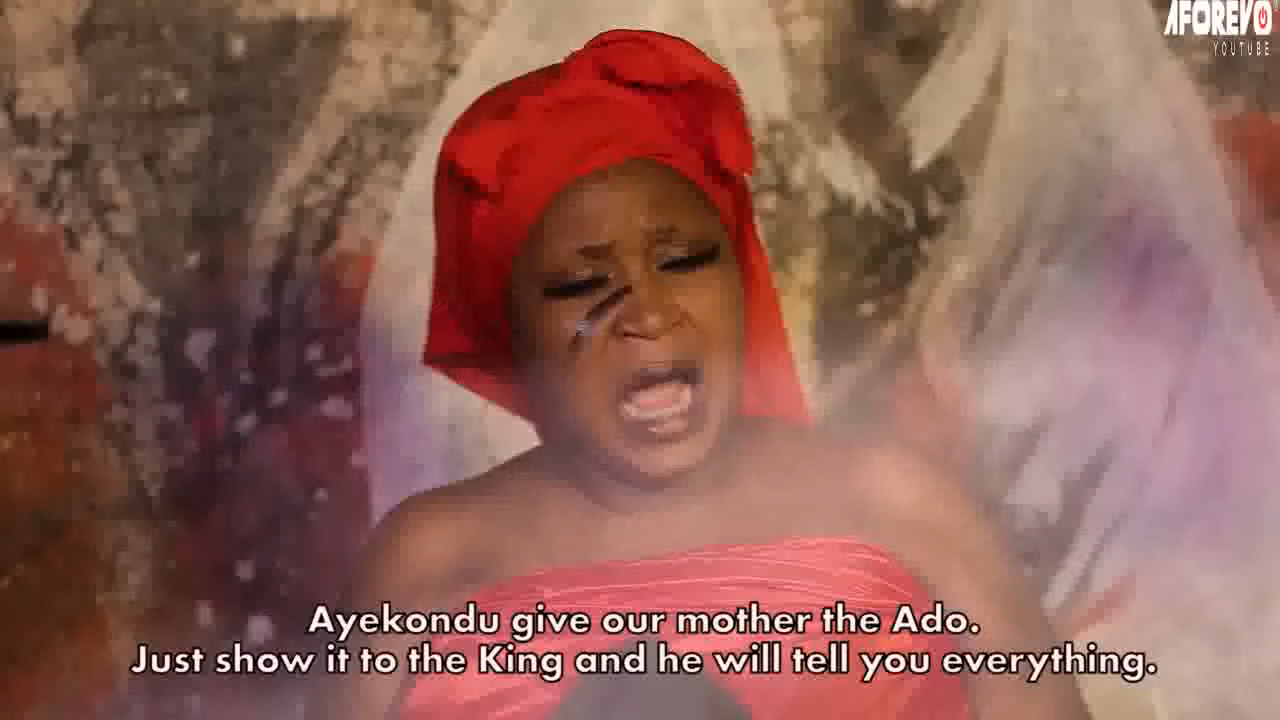 AFOREVO
YOUTUBE
Ayekondu give our mother the Ado.
Just show it to the King and he will tell you everything.